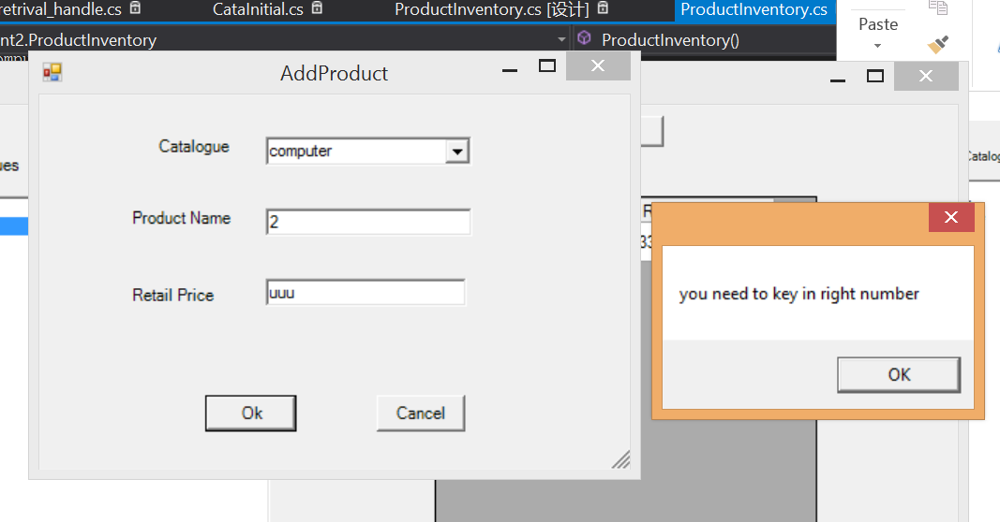 retrival_handle.cs
CataInitial.cs
ProductInventory.cs [设计]
ProductInventory.cs
Paste
nt2.ProductInventory
ProductInventory()
AddProduct
Catalogue
computer
Catalog
ues
Product Name
2
R
33
Retail Price
uuu
you need to key in right number
OK
Ok
Cancel